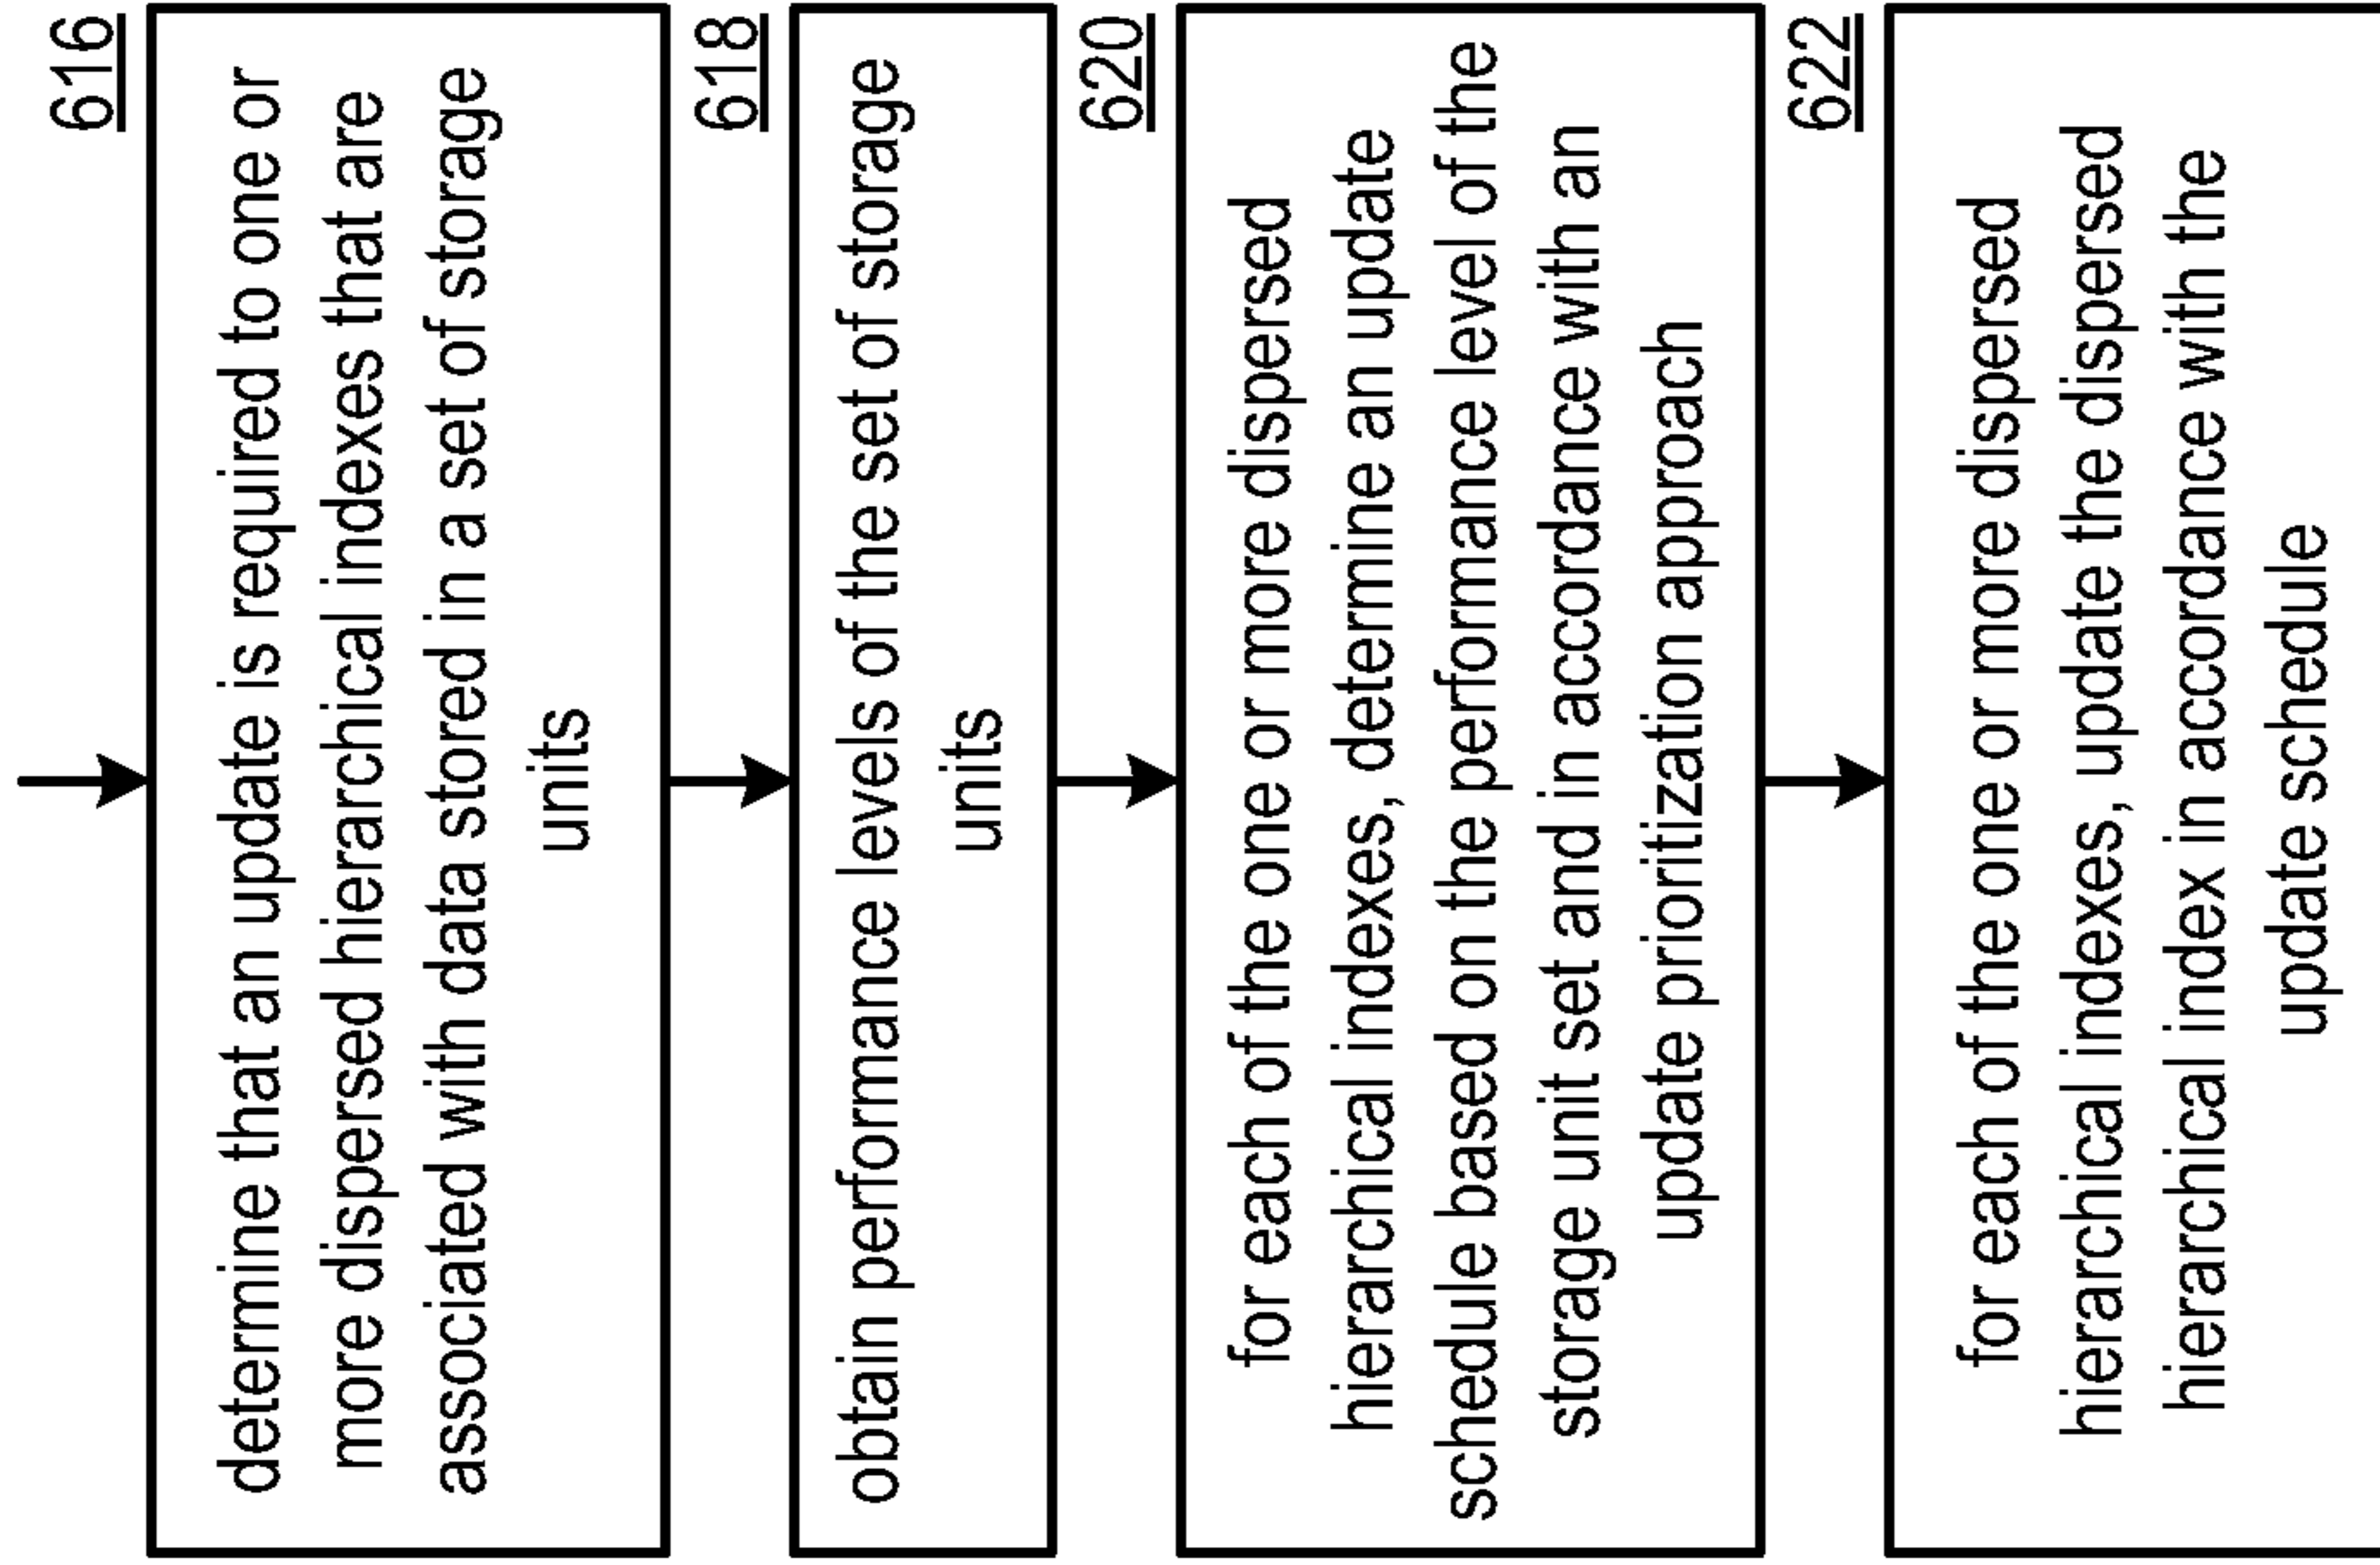 616
determine that an update is required to one or
more dispersed hierarchical indexes that are
associated with data stored in a set of storage
units
618
obtain performance levels of the set of storage
units
620
for each of the one or more dispersed
hierarchical indexes, determine an update
schedule based on the performance level of the
storage unit set and in accordance with an
update prioritization approach
622
for each of the one or more dispersed
hierarchical indexes, update the dispersed
hierarchical index in accordance with the
update schedule